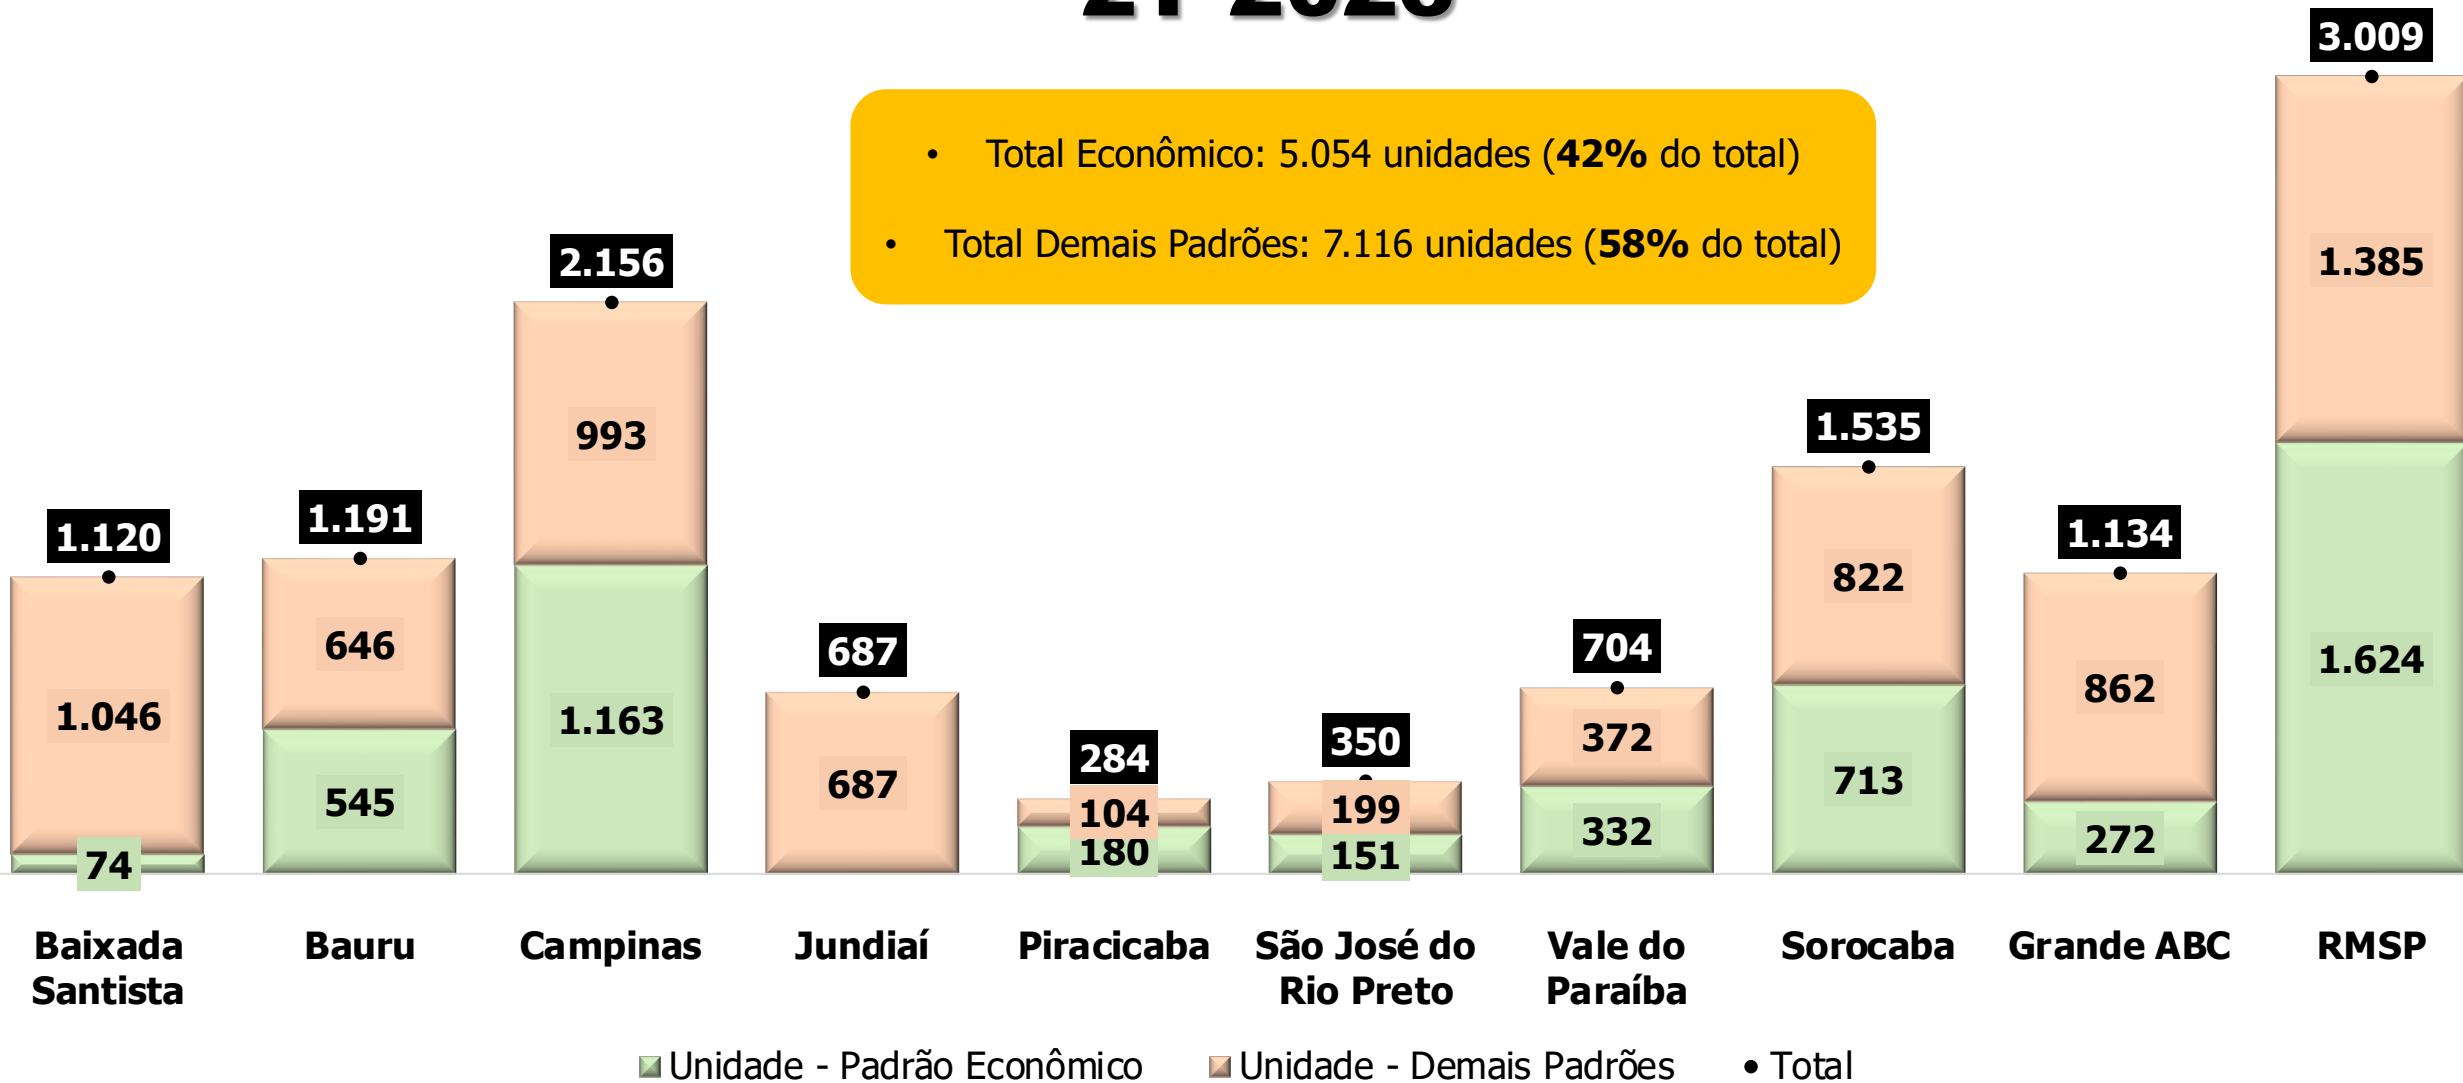 • Total Econômico: 5.054 unidades (42% do total)
• Total Demais Padrões: 7.116 unidades (58% do total)
3.009
1.385
1.624
2.156
993
1.163
1.535
822
713
1.120
1.046
74
1.191
646
545
687
687
284
104
180
350
199
151
704
372
332
1.134
862
272
Baixada
Santista
Bauru
Campinas
Jundiaí
Piracicaba
São José do
Rio Preto
Vale do
Paraíba
Sorocaba
Grande ABC
RMSP
Unidade - Padrão Econômico
Unidade - Demais Padrões
• Total